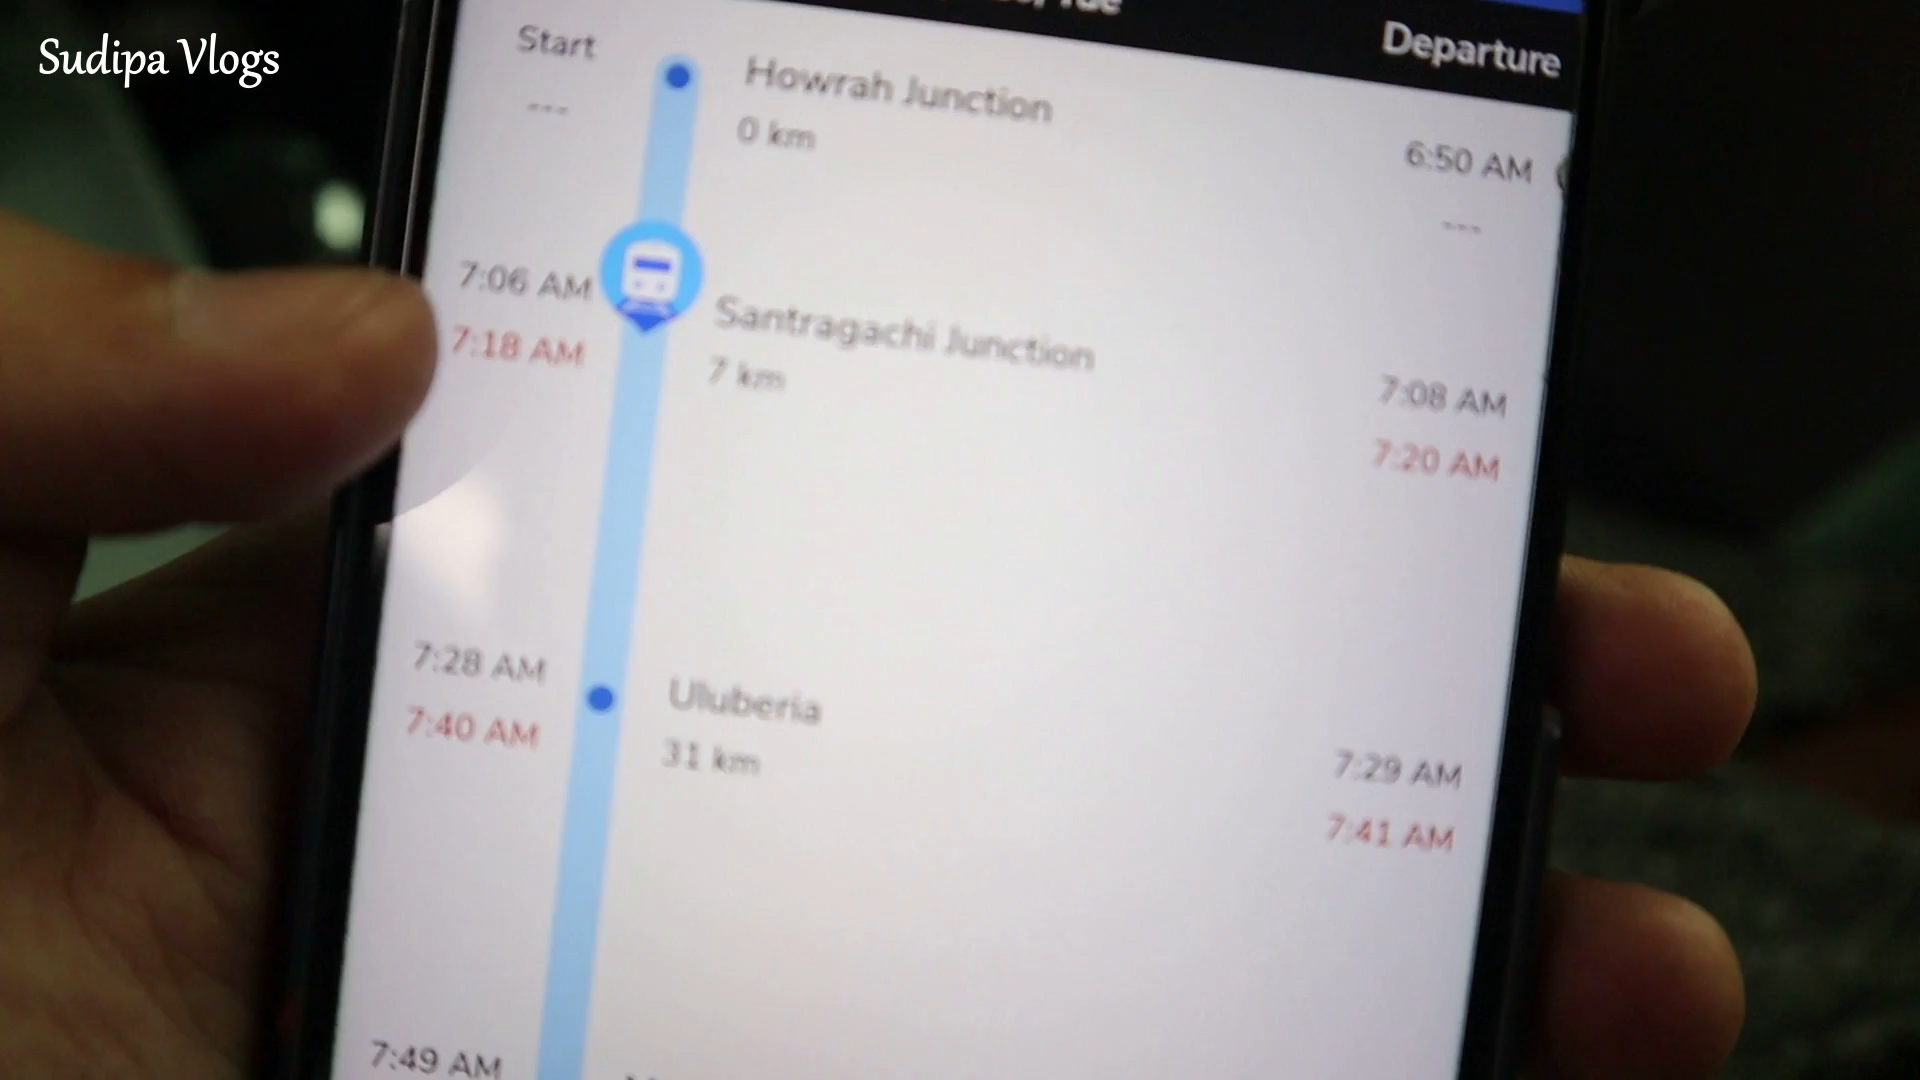 Sudipa Vlogs
Tue
Departure
Start
---
Howrah Junction
0 km
6:50 AM
---
7:06 AM
7:18 AM
Santragachi Junction
7 km
7:08 AM
7:20 AM
7:28 AM
7:40 AM
Uluberia
31 km
7:29 AM
7:41 AM
7:49 AM